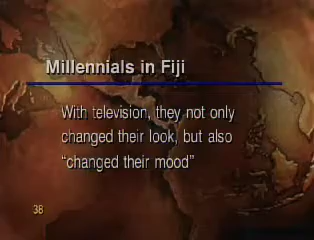 Millennials in Fiji
With television, they not only
changed their look, but also
“changed their mood”
38